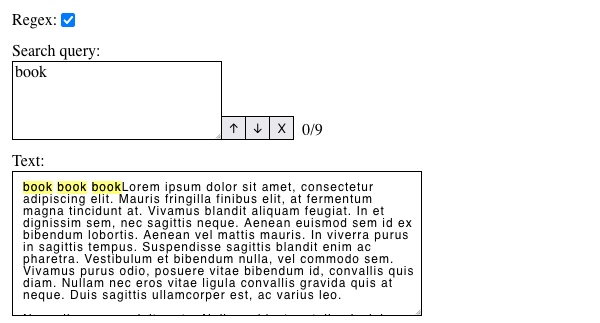 Regex:
Search query:
book
↑ ↓ X 0/9
Text:
book book bookLorem ipsum dolor sit amet, consectetur
adipiscing elit. Mauris fringilla finibus elit, at fermentum
magna tincidunt at. Vivamus blandit aliquam feugiat. In et
dignissim sem, nec sagittis neque. Aenean euismod sem id ex
bibendum lobortis. Aenean vel mattis mauris. In viverra purus
in sagittis tempus. Suspendisse sagittis blandit enim ac
pharetra. Vestibulum et bibendum nulla, vel commodo sem.
Vivamus purus odio, posuere vitae bibendum id, convallis quis
diam. Nullam nec eros vitae ligula convallis gravida quis at
neque. Duis sagittis ullamcorper est, ac varius leo.